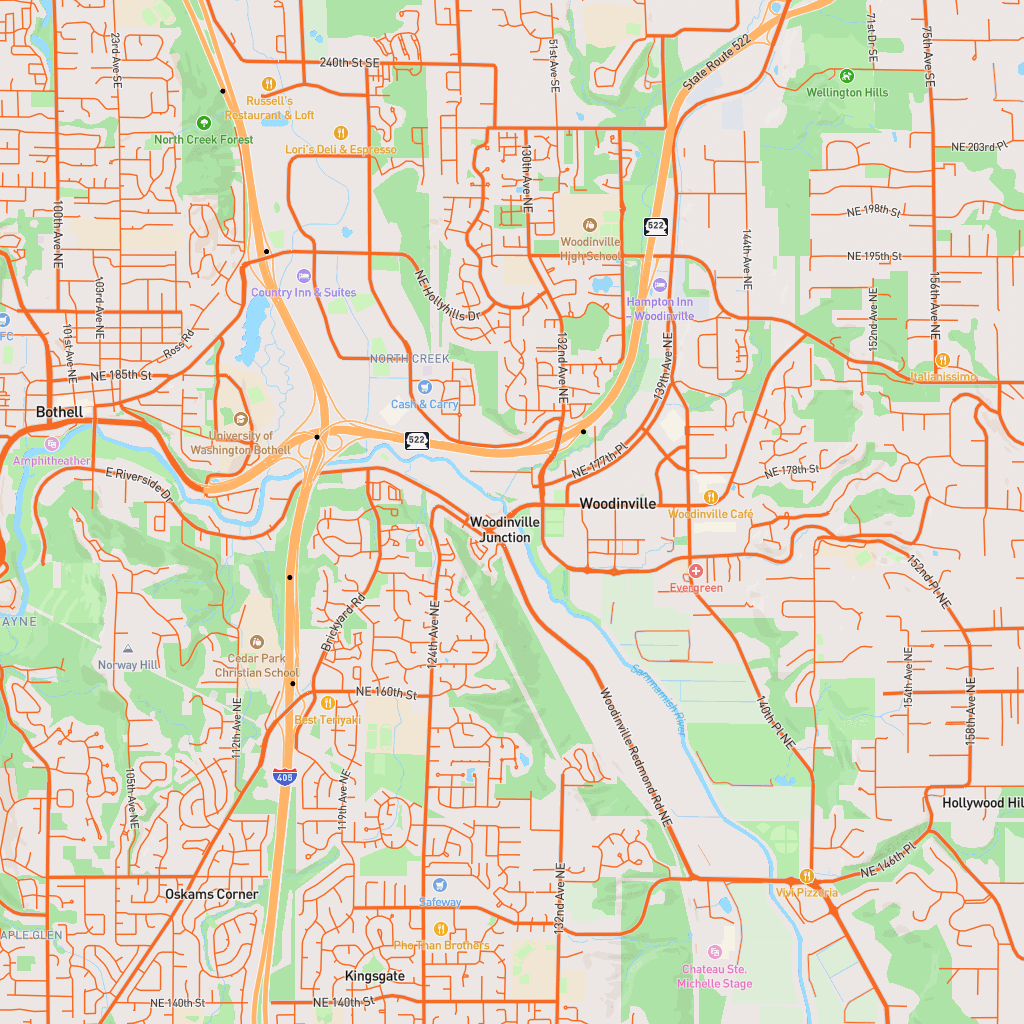 State Route 522
71st Dr SE
75th Ave SE
23rd Ave SE
51st Ave SE
240th St SE
Wellington Hills
Russell's
Restaurant & Loft
North Creek Forest
Lori's Deli & Espresso
NE 203rd Pl
130th Ave NE
100th Ave NE
NE 198th St
522
Woodinville
High School
144th Ave NE
NE 195th St
103rd Ave NE
Country Inn & Suites
NE Hollyhills Dr
Hampton Inn
- Woodinville
156th Ave NE
152nd Ave NE
FC
101st Ave NE
Ross Rd
132nd Ave NE
139th Ave NE
NORTH CREEK
Italianissimo
NE 185th St
Cash & Carry
Bothell
University of
Washington Bothell
522
Amphitheater
E Riverside Dr
NE 177th Pl
NE 178th St
Woodinville
Woodinville Café
Woodinville
Junction
Evergreen
152nd Pl NE
TAYNE
Brickyard Rd
124th Ave NE
Norway Hill
Cedar Park
Christian School
Sammamish River
154th Ave NE
NE 160th St
112th Ave NE
Best Teriyaki
Woodinville Redmond Rd NE
140th Pl NE
158th Ave NE
405
105th Ave NE
119th Ave NE
Hollywood Hil
NE 146th Pl
Oskams Corner
Safeway
132nd Ave NE
Vivi Pizzeria
APLE GLEN
Pho Than Brothers
Chateau Ste.
Michelle Stage
Kingsgate
NE 140th St
NE 140th St